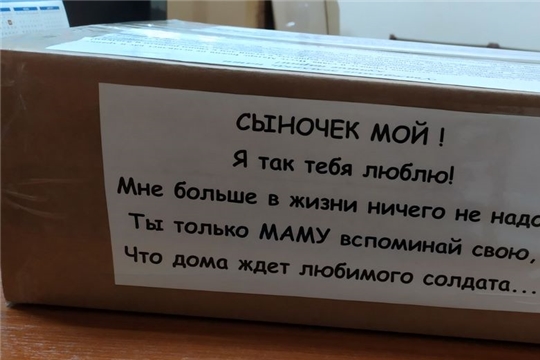 СЫНОЧЕК МОЙ !
Я так тебя люблю!
Мне больше в жизни ничего не надо
Ты только МАМУ вспоминай свою,
Что дома ждет любимого солдата...